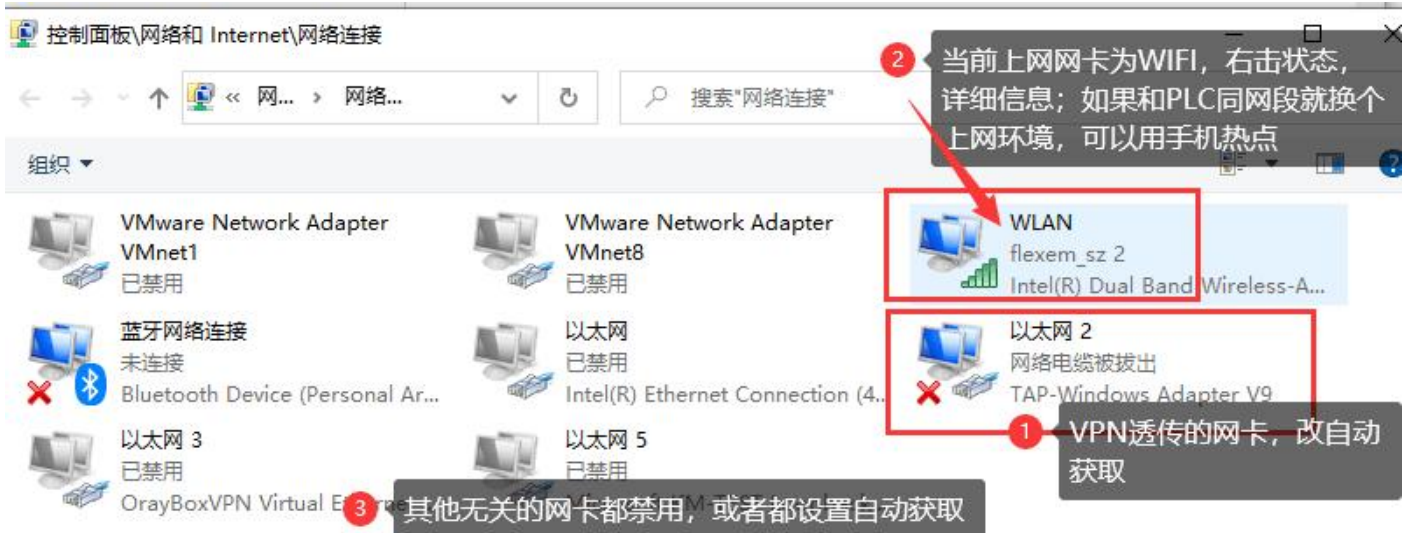 控制面板\网络和 Internet\网络连接
« 网... › 网络...
搜索"网络连接"
2
当前上网网卡为WIFI，右击状态，
详细信息；如果和PLC同网段就换个
上网环境，可以用手机热点
组织
VMware Network Adapter
VMnet1
已禁用
VMware Network Adapter
VMnet8
已禁用
WLAN
flexem_sz 2
Intel(R) Dual Band Wireless-A...
蓝牙网络连接
未连接
Bluetooth Device (Personal Ar...
以太网
已禁用
Intel(R) Ethernet Connection (4...
以太网 2
网络电缆被拔出
TAP-Windows Adapter V9
1
VPN透传的网卡，改自动
获取
以太网 3
已禁用
OrayBoxVPN Virtual
以太网 5
已禁用
3
其他无关的网卡都禁用，或者都设置自动获取